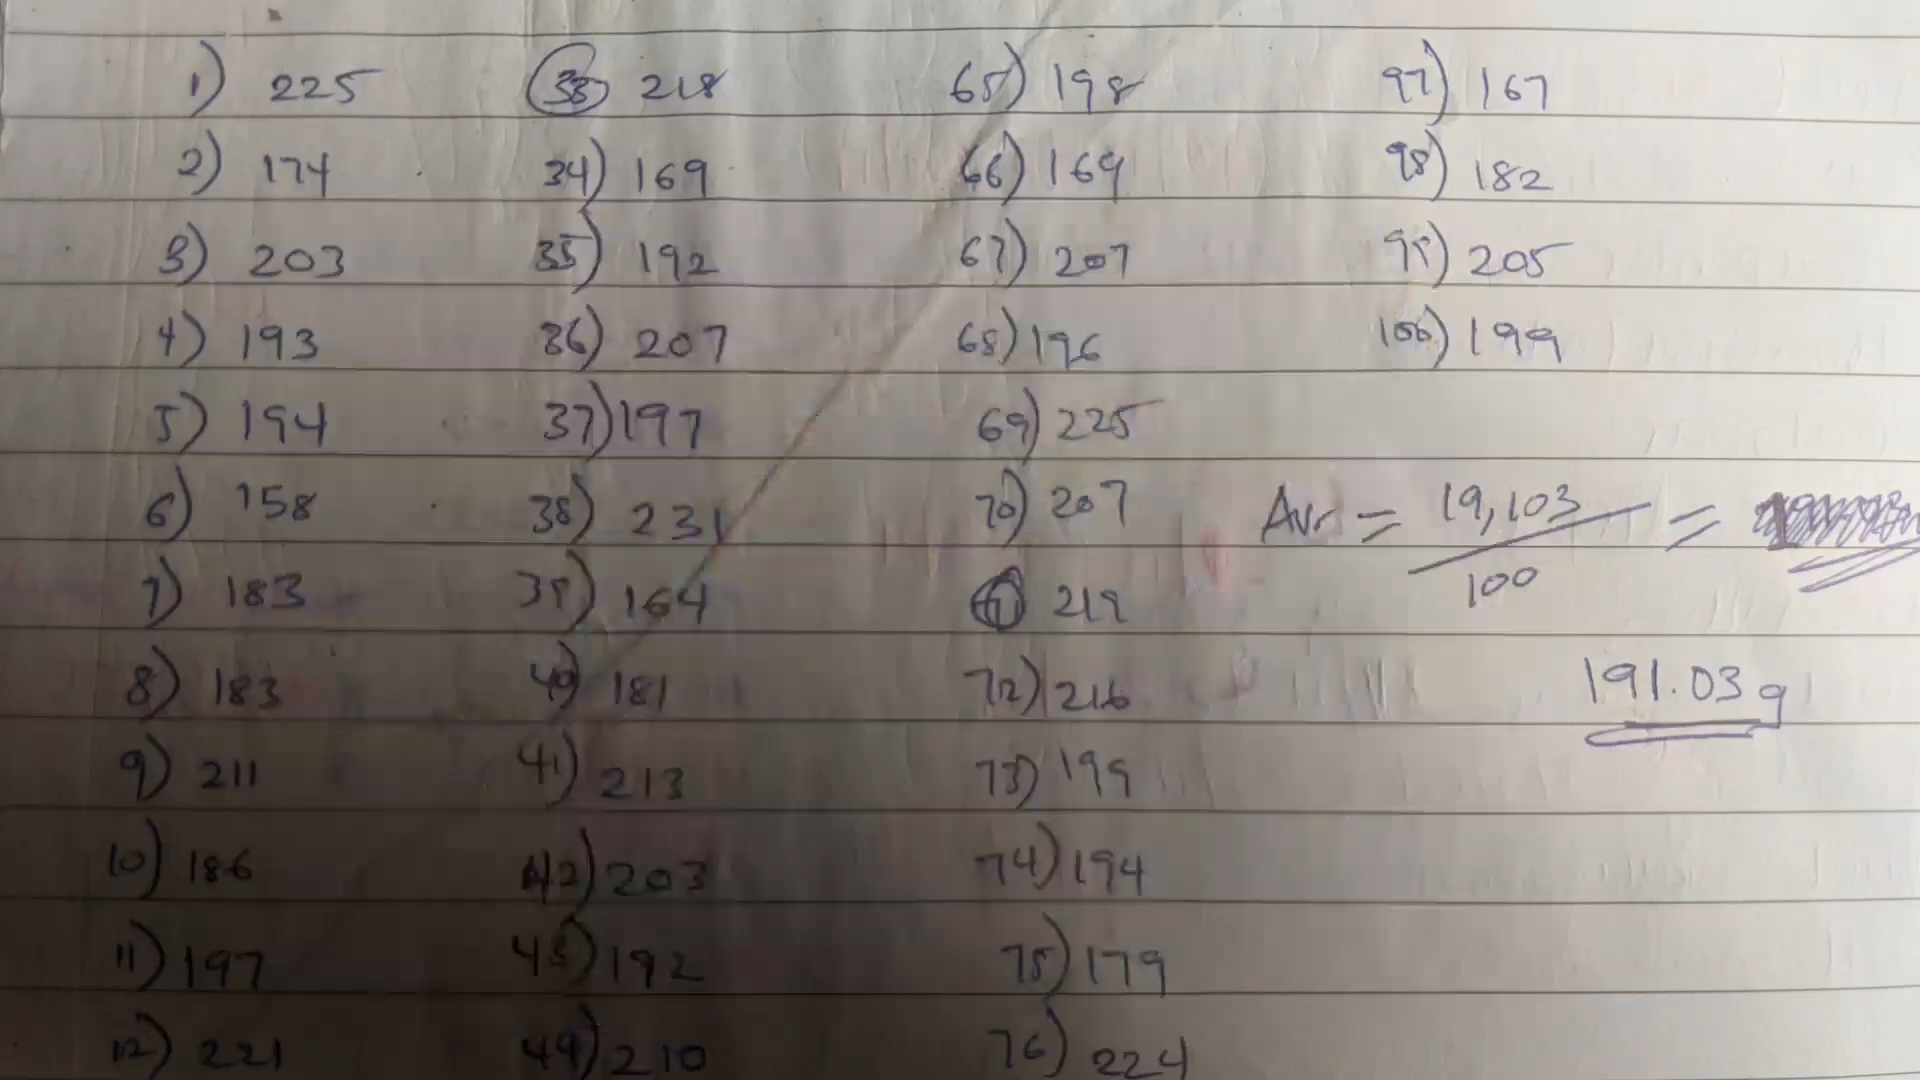 1) 225 33 218 65) 198 97) 167
2) 174 34) 169 66) 169 98) 182
3) 203 35) 192 67) 207 99) 205
4) 193 36) 207 68) 196 100) 199
5) 194 37) 197 69) 225
6) 158 38) 231 70) 207 Avr = 19,103 =
100
7) 183 39) 164 71 219
8) 183 40) 181 72) 216 191.03g
9) 211 41) 213 73) 199
10) 186 42) 203 74) 194
11) 197 43) 192 75) 179
12) 221 44) 210 76) 224